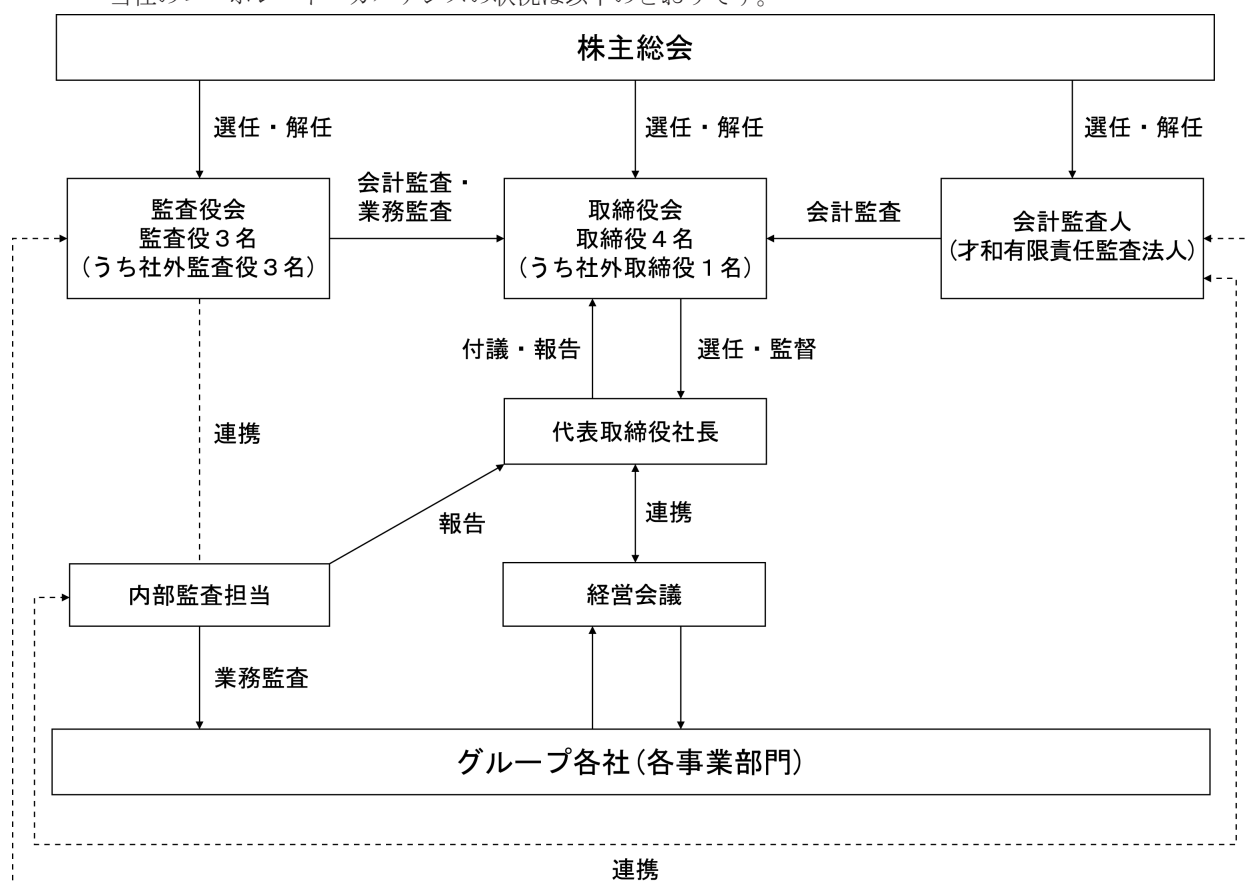 株主総会
選任・解任
選任・解任
選任・解任
会計監査・
業務監査
監査役会
監査役3名
(うち社外監査役3名)
取締役会
取締役4名
(うち社外取締役1名)
会計監査
会計監査人
(才和有限責任監査法人)
付議・報告
選任・監督
連携
代表取締役社長
報告
連携
内部監査担当
経営会議
業務監査
グループ各社(各事業部門)
連携